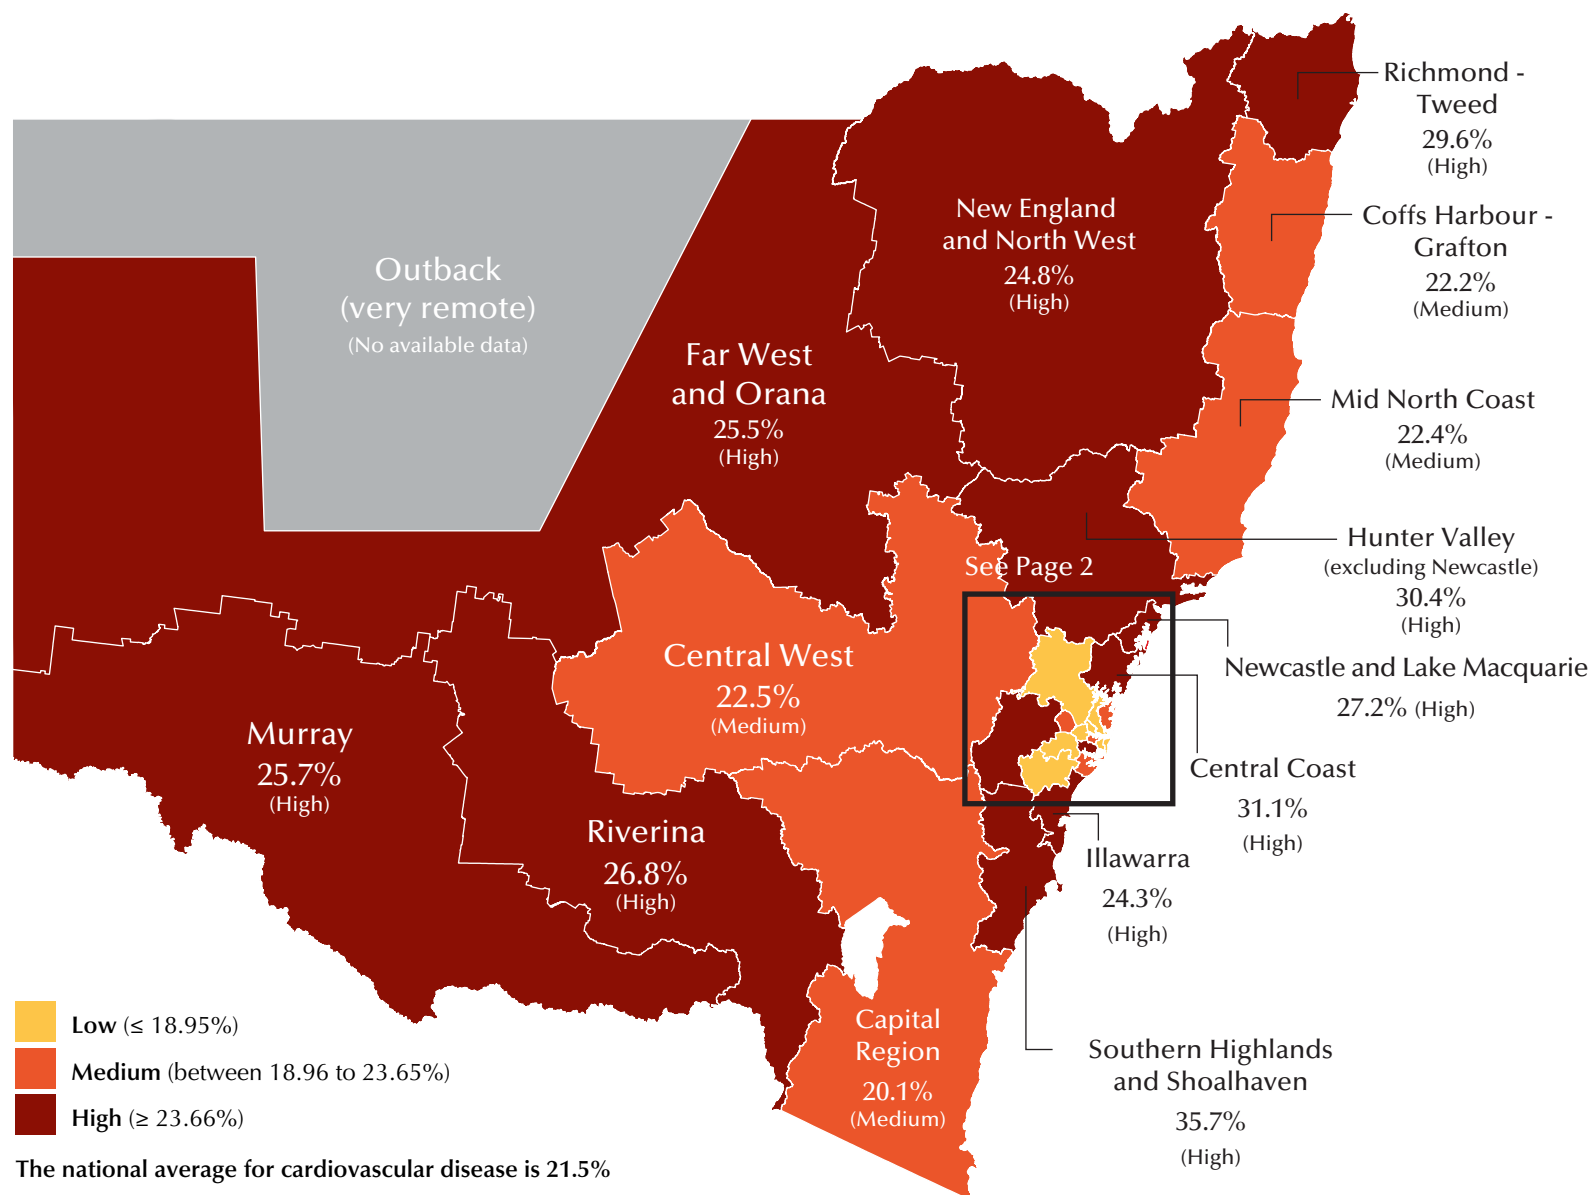 Richmond -
Tweed
29.6%
(High)
New England
and North West
24.8%
(High)
Coffs Harbour -
Grafton
22.2%
(Medium)
Outback
(very remote)
(No available data)
Far West
and Orana
25.5%
(High)
Mid North Coast
22.4%
(Medium)
Hunter Valley
(excluding Newcastle)
30.4%
(High)
See Page 2
Newcastle and Lake Macquarie
27.2% (High)
Central West
22.5%
(Medium)
Murray
25.7%
(High)
Central Coast
31.1%
(High)
Riverina
26.8%
(High)
Illawarra
24.3%
(High)
Capital
Region
20.1%
(Medium)
Southern Highlands
and Shoalhaven
35.7%
(High)
Low (≤ 18.95%)
Medium (between 18.96 to 23.65%)
High (≥ 23.66%)
The national average for cardiovascular disease is 21.5%